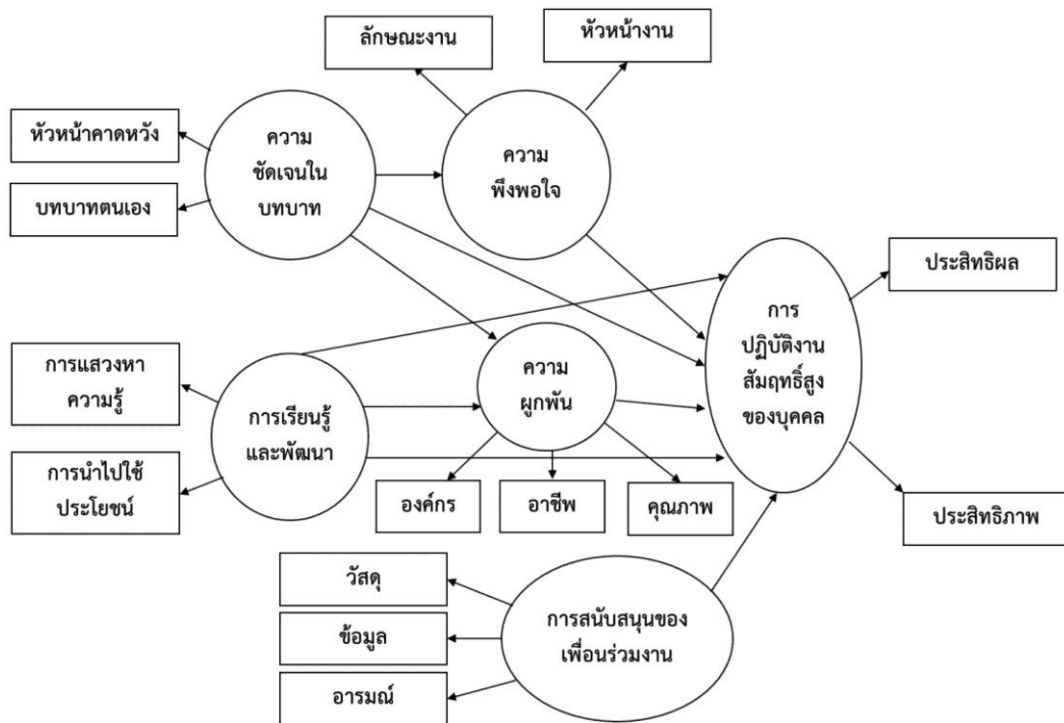 ลักษณะงาน
หัวหน้างาน
หัวหน้าคาดหวัง
บทบาทตนเอง
ความ
ชัดเจนใน
บทบาท
ความ
พึงพอใจ
ประสิทธิผล
การ
ปฏิบัติงาน
สัมฤทธิ์สูง
ของบุคคล
การแสวงหา
ความรู้
การนำไปใช้
ประโยชน์
การเรียนรู้
และพัฒนา
ความ
ผูกพัน
องค์กร
อาชีพ
คุณภาพ
ประสิทธิภาพ
วัสดุ
ข้อมูล
อารมณ์
การสนับสนุนของ
เพื่อนร่วมงาน